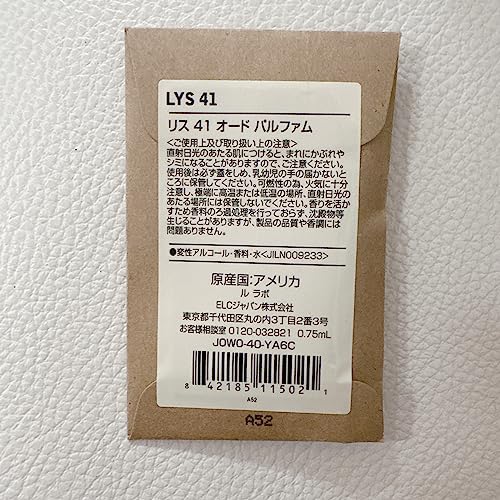 LYS 41
リス 41 オード パルファム
<ご使用上及び取り扱い上の注意>
直射日光のあたる肌につけると、まれにかぶれや
シミになることがありますので、ご注意ください。
使用後は必ず蓋をしめ、乳幼児の手の届かないと
ころに保管してください。可燃性の為、火気に十分
注意し、極端に高温または低温の場所、直射日光の
あたる場所には保管しないでください。香りを活か
すため香料のろ過処理を行っておらず、沈殿物等
生じることがありますが、製品の品質や香調には
問題ありません。
●変性アルコール・香料・水<JILN009233>
原産国:アメリカ
ル ラボ
ELCジャパン株式会社
東京都千代田区丸の内3丁目2番3号
お客様相談室 0120-032821 0.75mL
J0W0-40-YA6C
8 42185 11502 1
A52
A52